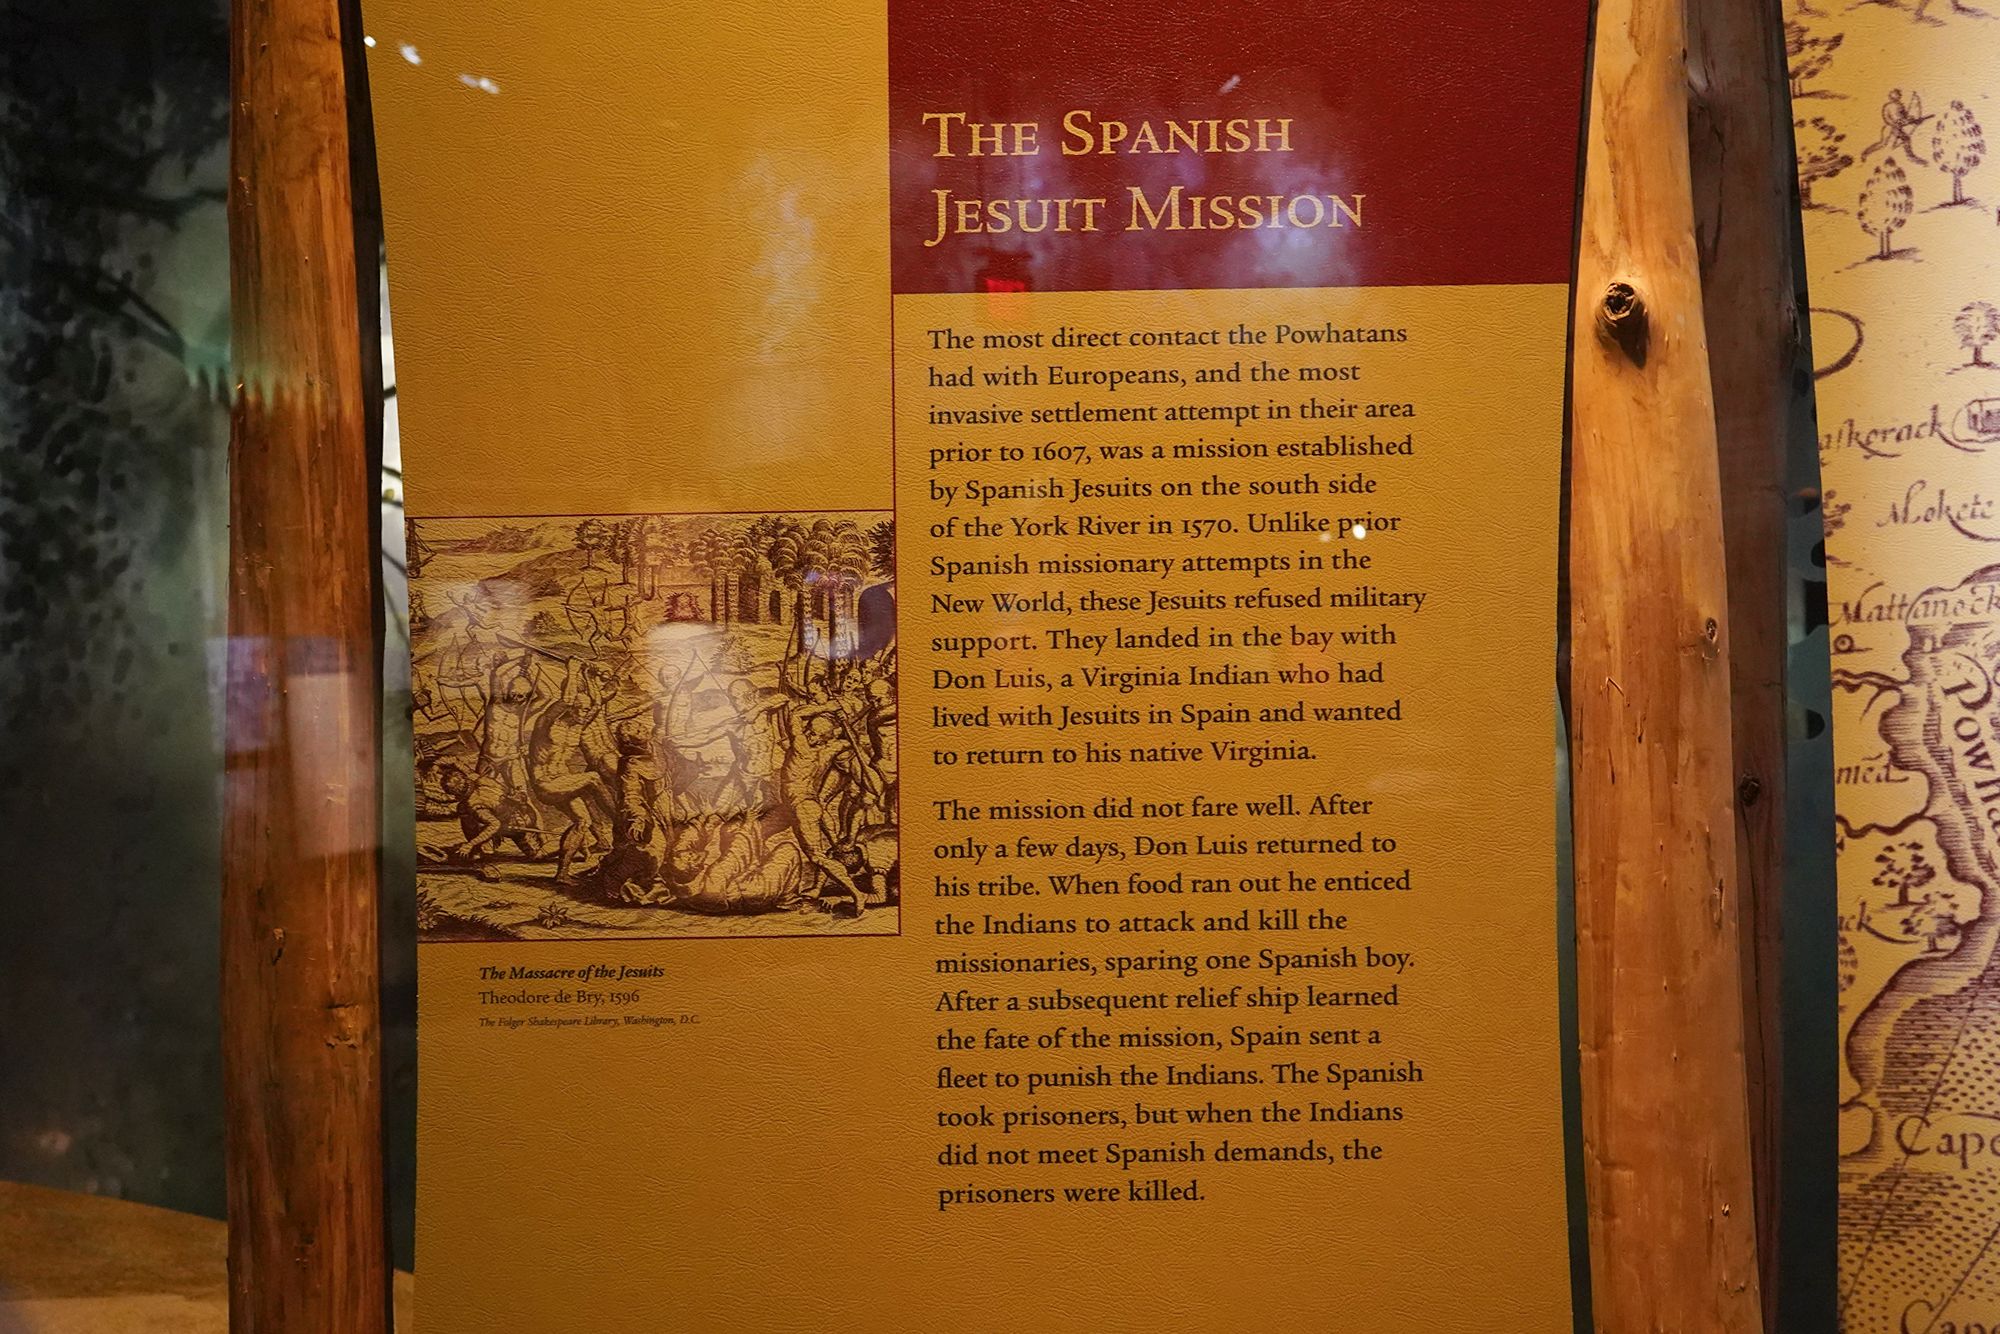 The Spanish
Jesuit Mission
The most direct contact the Powhatans
had with Europeans, and the most
invasive settlement attempt in their area
prior to 1607, was a mission established
by Spanish Jesuits on the south side
of the York River in 1570. Unlike prior
Spanish missionary attempts in the
New World, these Jesuits refused military
support. They landed in the bay with
Don Luis, a Virginia Indian who had
lived with Jesuits in Spain and wanted
to return to his native Virginia.
The mission did not fare well. After
only a few days, Don Luis returned to
his tribe. When food ran out he enticed
the Indians to attack and kill the
missionaries, sparing one Spanish boy.
After a subsequent relief ship learned
the fate of the mission, Spain sent a
fleet to punish the Indians. The Spanish
took prisoners, but when the Indians
did not meet Spanish demands, the
prisoners were killed.
The Massacre of the Jesuits
Theodore de Bry, 1596
The Folger Shakespeare Library, Washington, D.C.
Mokete
Mattanock
Powha
Cape